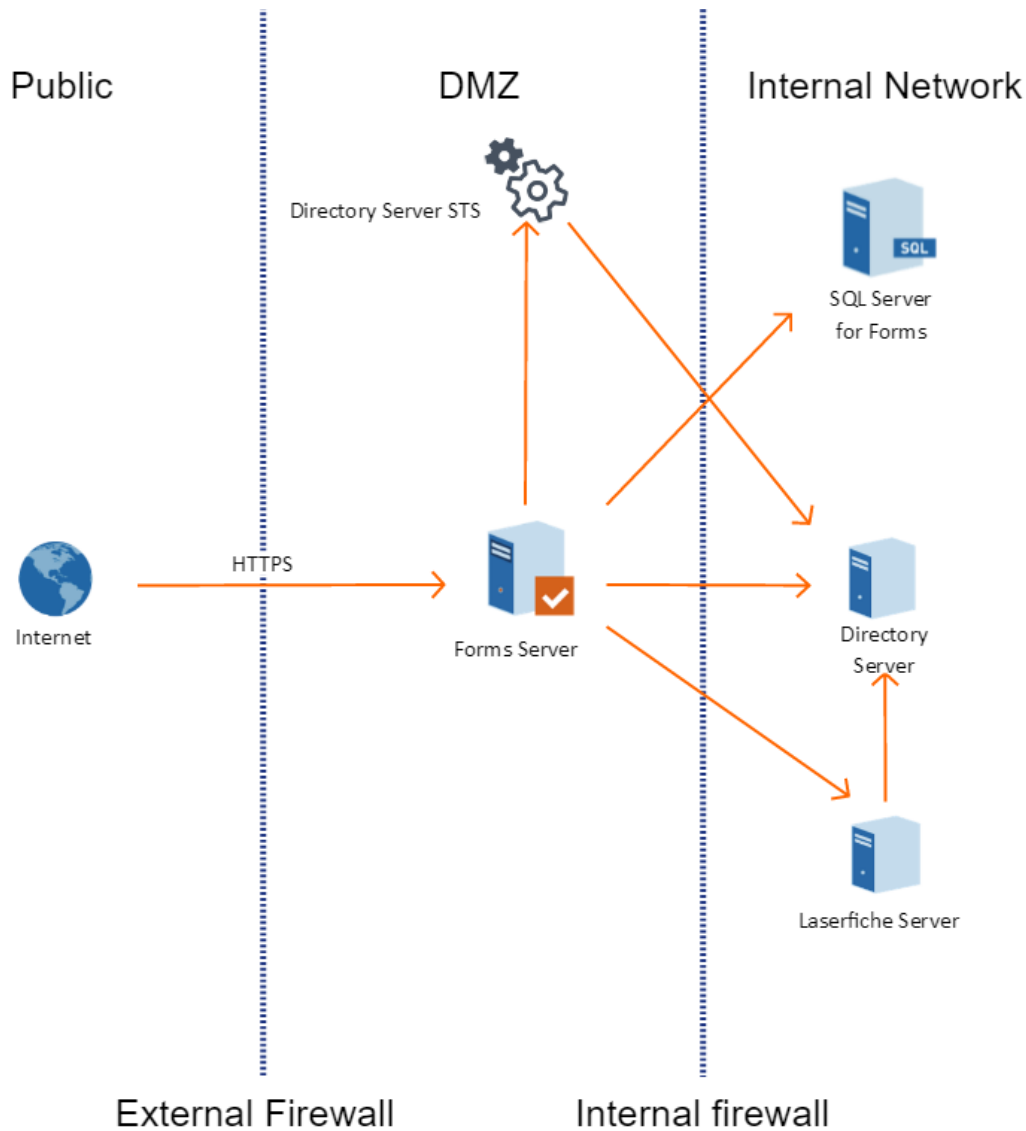 Public
DMZ
Internal Network
Directory Server STS
SQL
SQL Server
for Forms
HTTPS
Internet
Forms Server
Directory
Server
Laserfiche Server
External Firewall
Internal firewall